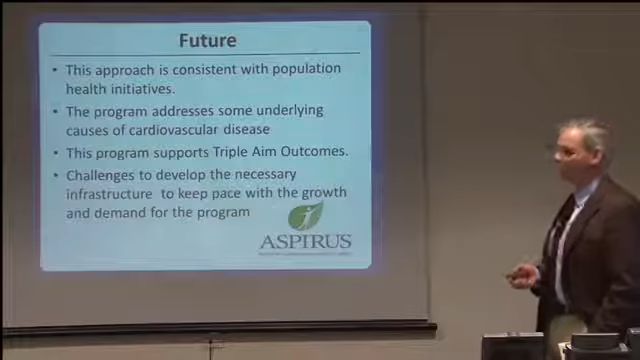 Future
• This approach is consistent with population
health initiatives.
• The program addresses some underlying
causes of cardiovascular disease
• This program supports Triple Aim Outcomes.
• Challenges to develop the necessary
infrastructure to keep pace with the growth
and demand for the program
ASPIRUS